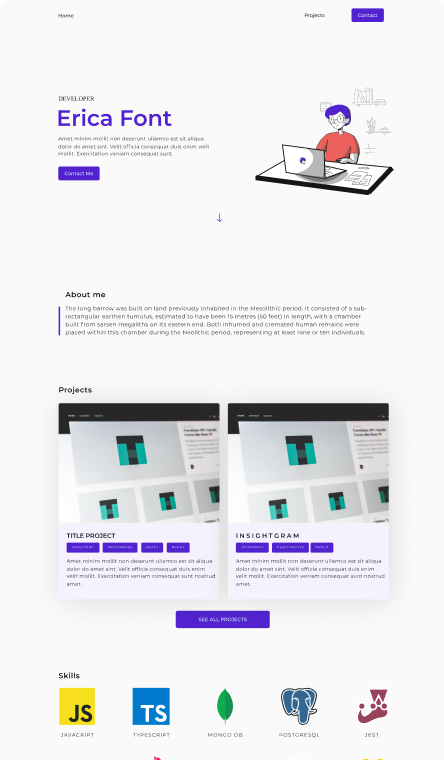 Home
Projects
Contact
DEVELOPER
Erica Font
Amet minim mollit non deserunt ullamco est sit aliqua
dolor do amet sint. Velit officia consequat duis enim velit
mollit. Exercitation veniam consequat sunt.
Contact Me
About me
The long barrow was built on land previously inhabited in the Mesolithic period. It consisted of a sub-
rectangular earthen tumulus, estimated to have been 15 metres (50 feet) in length, with a chamber
built from sarsen megaliths on its eastern end. Both inhumed and cremated human remains were
placed within this chamber during the Neolithic period, representing at least nine or ten individuals.
Projects
TITLE PROJECT
JAVASCRIPT
POSTGRESQL
REACT
Amet minim mollit non deserunt ullamco est sit aliqua
dolor do amet sint. Velit officia consequat duis enim
velit mollit. Exercitation veniam consequat nostrud
amet.
INSIGHTGRAM
REACT NATIVE
Amet minim mollit non deserunt ullamco est sit aliqua
dolor do amet sint. Velit officia consequat duis enim
velit mollit. Exercitation veniam consequat nostrud
amet.
SEE ALL PROJECTS
Skills
JS
TS
JAVACRIPT
TYPESCRIPT
MONGO DB
POSTGRESQL
JEST